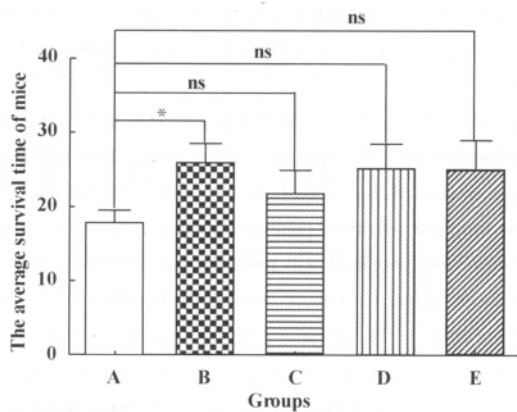 ns
ns
ns
*
The average survival time of mice
40
30
20
10
0
A B C D E
Groups